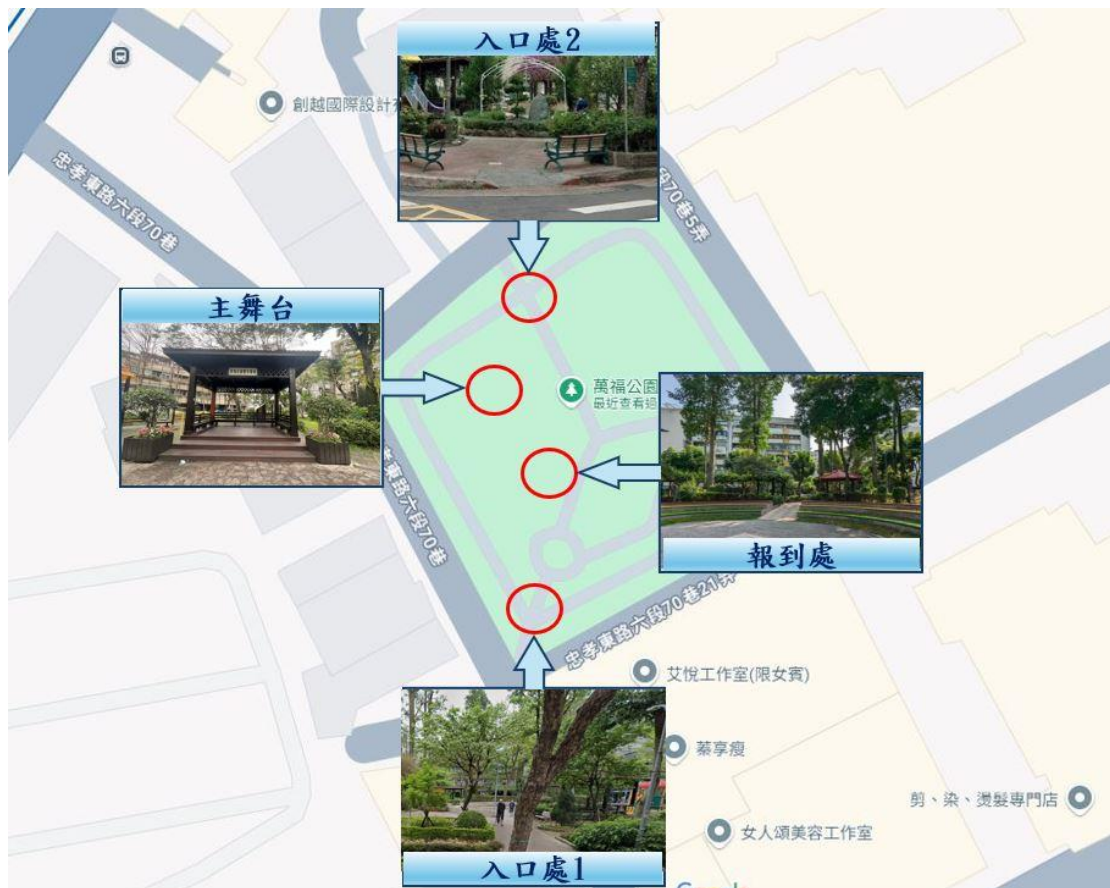 入口處2
創越國際設計
忠孝東路六段70巷
段70巷5弄
主舞台
萬福公園
最近查看過
孝東路六段70巷
報到處
忠孝東路六段70巷21弄
艾悅工作室(限女賓)
蓁享瘦
剪、染、燙髮專門店
女人頌美容工作室
入口處1